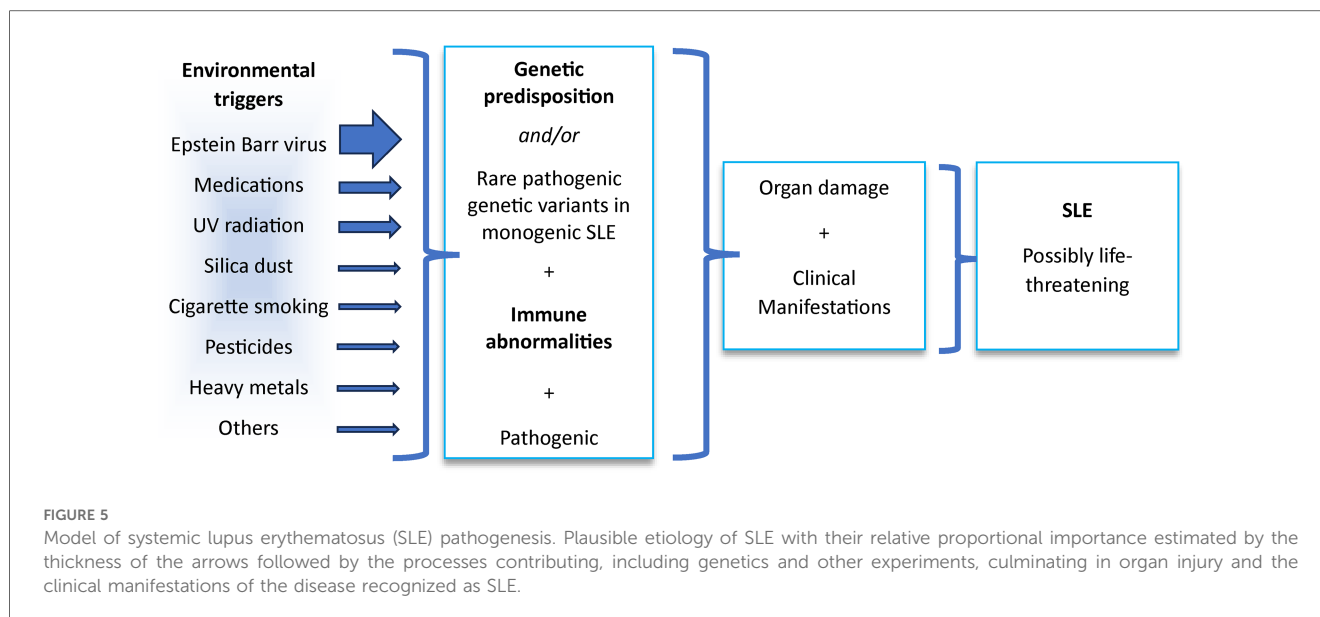 Environmental
triggers
Epstein Barr virus
Medications
UV radiation
Silica dust
Cigarette smoking
Pesticides
Heavy metals
Others
Genetic
predisposition
and/or
Rare pathogenic
genetic variants in
monogenic SLE
+
Immune
abnormalities
+
Pathogenic
Organ damage
+
Clinical
Manifestations
SLE
Possibly life-
threatening
FIGURE 5
Model of systemic lupus erythematosus (SLE) pathogenesis. Plausible etiology of SLE with their relative proportional importance estimated by the
thickness of the arrows followed by the processes contributing, including genetics and other experiments, culminating in organ injury and the
clinical manifestations of the disease recognized as SLE.